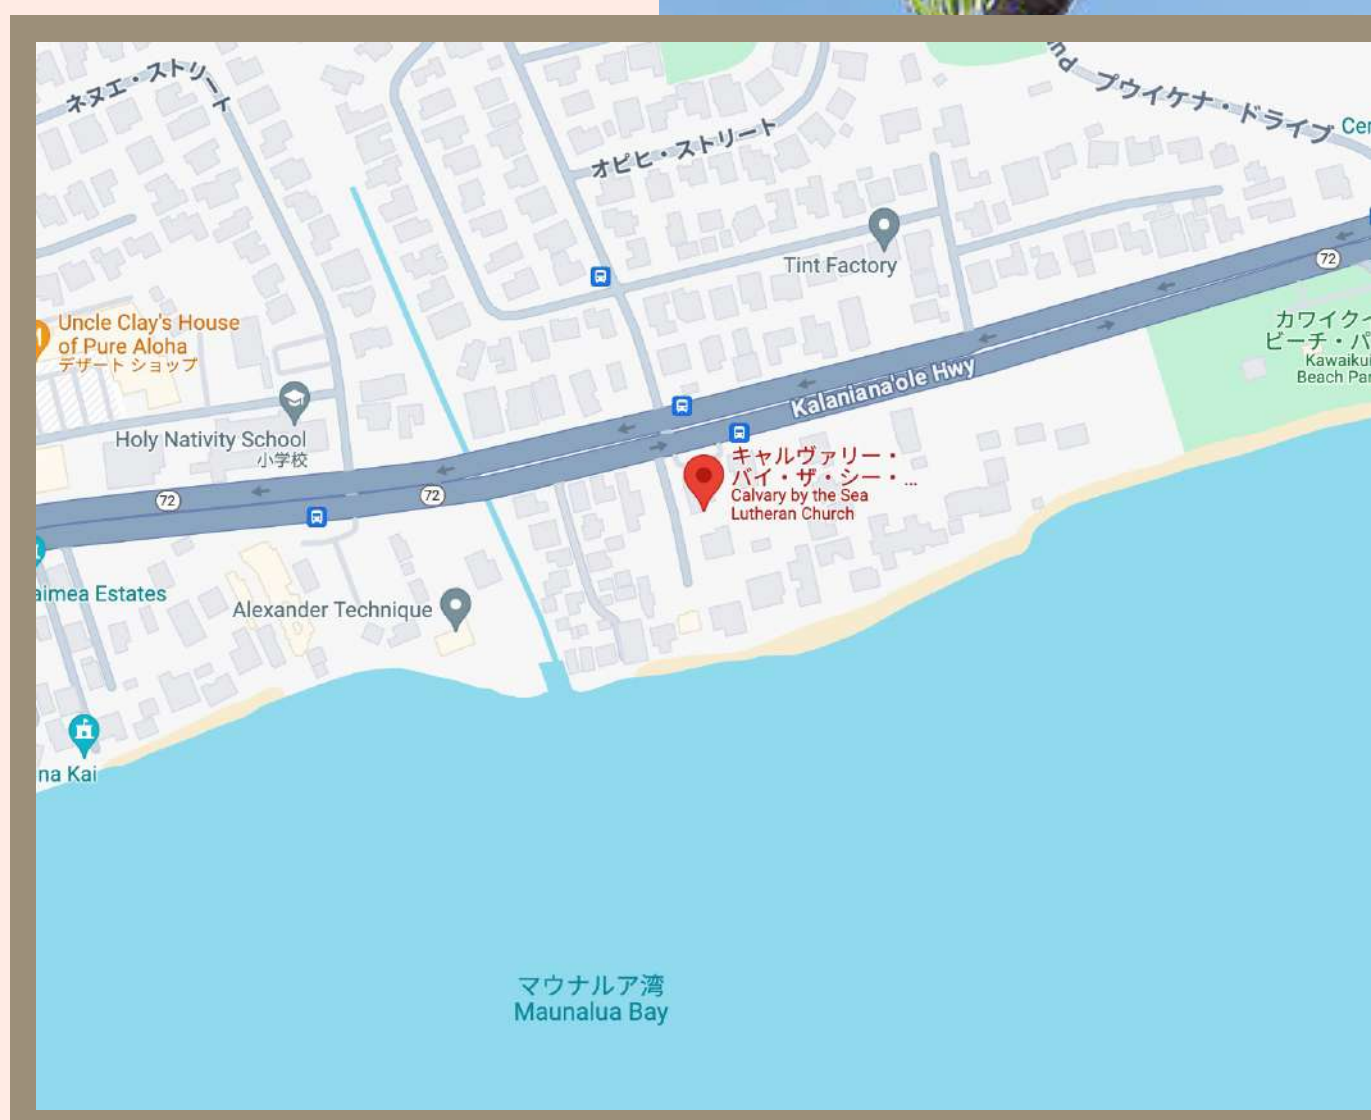 ネヌエ・ストリート
オピヒ・ストリート
プウイケナ・ドライブ
Pu
Cer
Tint Factory
72
Uncle Clay's House
of Pure Aloha
デザート ショップ
カワイクイ
ビーチ・パ
Kawaikui
Beach Par
Kalaniana'ole Hwy
Holy Nativity School
小学校
キャルヴァリー・
バイ・ザ・シー・...
Calvary by the Sea
Lutheran Church
72
72
aimea Estates
Alexander Technique
na Kai
マウナルア湾
Maunalua Bay